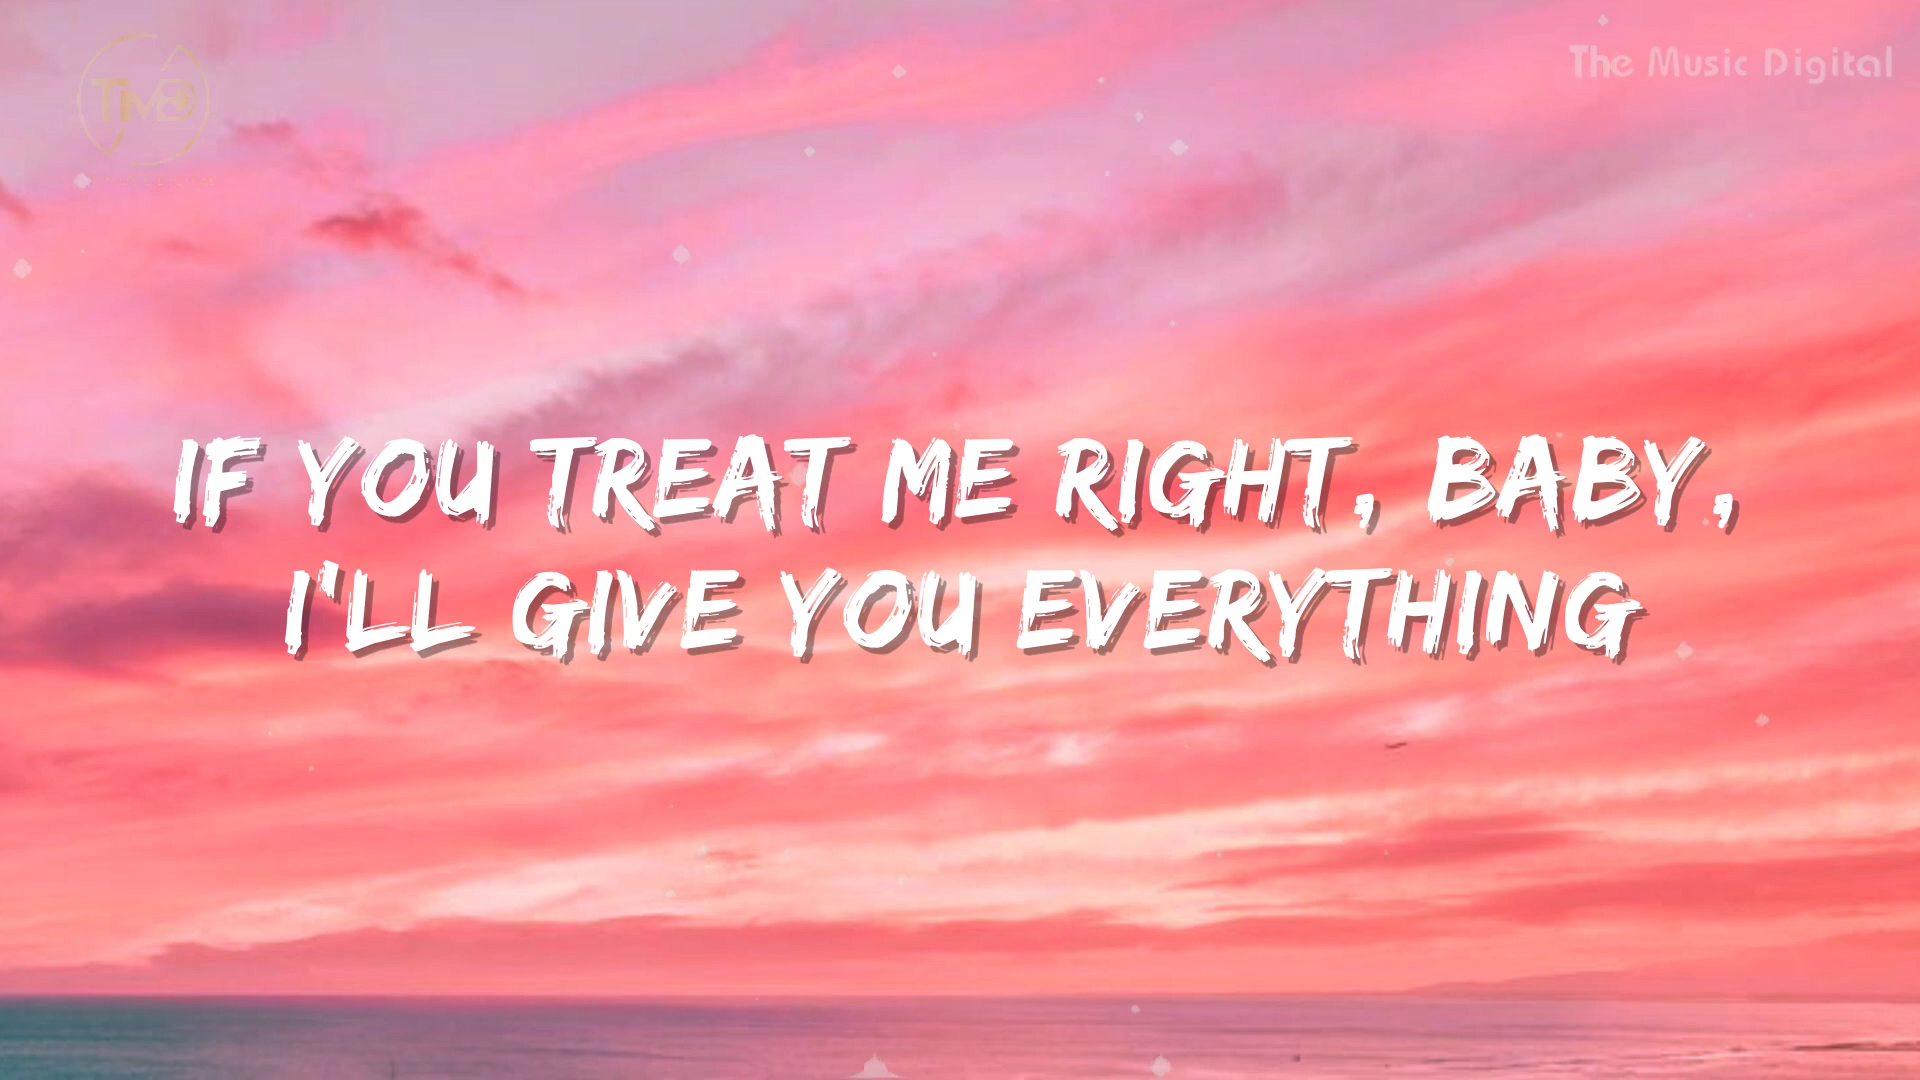 The Music Digital
IF YOU TREAT ME RIGHT, BABY,
I'LL GIVE YOU EVERYTHING